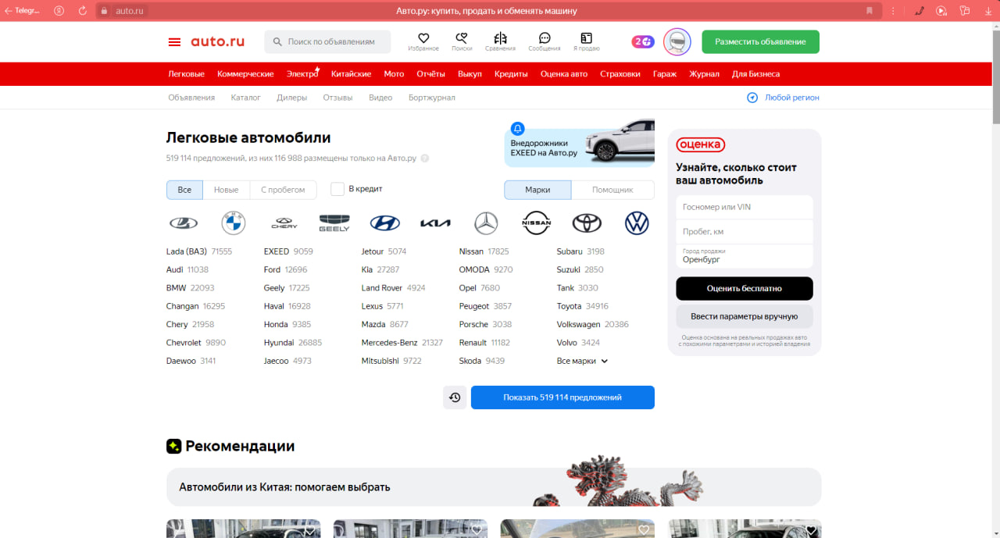 Telegr...
auto.ru
Авто.ру: купить, продать и обменять машину
auto.ru
Поиск по объявлениям
Избранное
Поиски
Сравнения
Сообщения
Я продаю
2
Разместить объявление
Легковые Коммерческие Электро Китайские Мото Отчёты Выкуп Кредиты Оценка авто Страховки Гараж Журнал Для Бизнеса
Объявления Каталог Дилеры Отзывы Видео Бортжурнал
Любой регион
Легковые автомобили
519 114 предложений, из них 116 988 размещены только на Авто.ру ?
Внедорожники
EXEED на Авто.ру
Все Новые С пробегом
В кредит
Марки Помощник
CHERY
GEELY
KIA
NISSAN
Lada (ВАЗ) 71555 EXEED 9059 Jetour 5074 Nissan 17825 Subaru 3198
Audi 11038 Ford 12696 Kia 27287 OMODA 9270 Suzuki 2850
BMW 22093 Geely 17225 Land Rover 4924 Opel 7680 Tank 3030
Changan 16295 Haval 16928 Lexus 5771 Peugeot 3857 Toyota 34916
Chery 21958 Honda 9385 Mazda 8677 Porsche 3038 Volkswagen 20386
Chevrolet 9890 Hyundai 26885 Mercedes-Benz 21327 Renault 11182 Volvo 3424
Daewoo 3141 Jaecoo 4973 Mitsubishi 9722 Skoda 9439 Все марки
Показать 519 114 предложений
оценка
Узнайте, сколько стоит
ваш автомобиль
Госномер или VIN
Пробег, км
Город продажи
Оренбург
Оценить бесплатно
Ввести параметры вручную
Оценка основана на реальных продажах авто
с похожими параметрами и историей владения
Рекомендации
Автомобили из Китая: помогаем выбрать